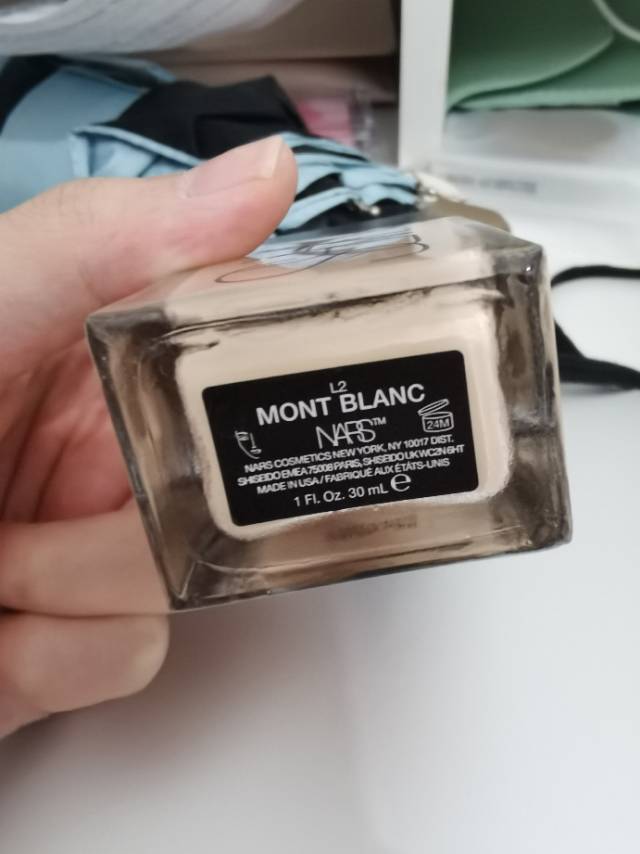 L2
MONT BLANC
NARS™
24M
NARS COSMETICS NEW YORK, NY 10017 DIST.
SHISEIDO EMEA 75008 PARIS, SHISEIDO UK WC2N 6HT
MADE IN USA / FABRIQUÉ AUX ÉTATS-UNIS
1 Fl. Oz. 30 mL ℮